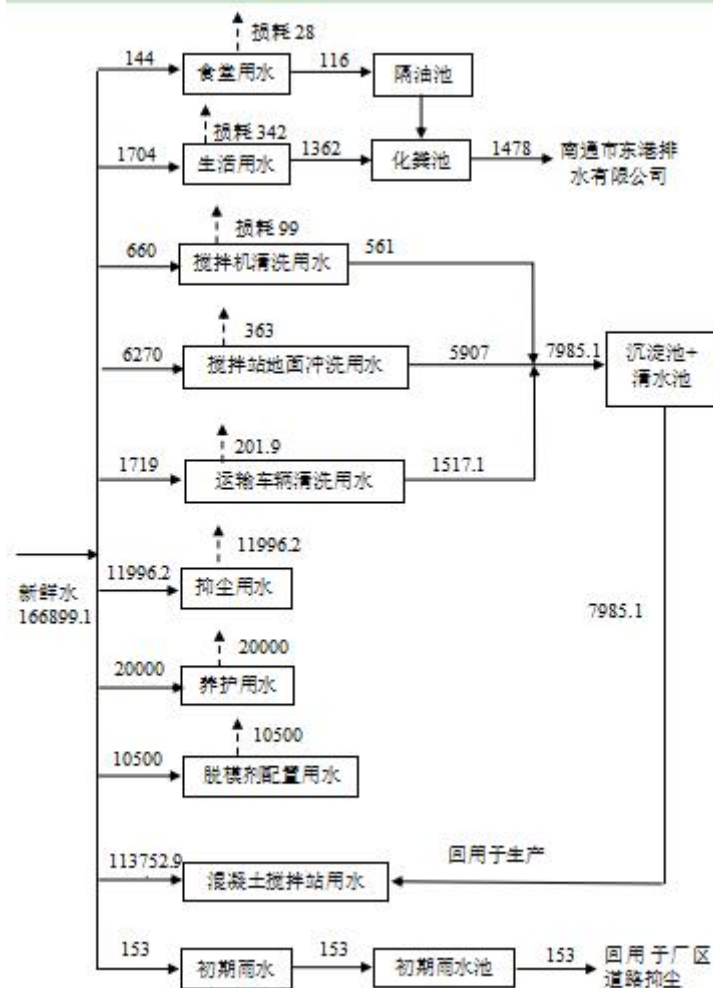 损耗 28
144
食堂用水
116
隔油池
损耗 342
1704
生活用水
1362
化粪池
1478
南通市东港排
水有限公司
损耗 99
660
搅拌机清洗用水
561
363
6270
搅拌站地面冲洗用水
5907
7985.1
沉淀池+
清水池
201.9
1719
运输车辆清洗用水
1517.1
11996.2
11996.2
抑尘用水
新鲜水
166899.1
7985.1
20000
20000
养护用水
10500
10500
脱模剂配置用水
113752.9
混凝土搅拌站用水
回用于生产
153
初期雨水
153
初期雨水池
153
回用于厂区
道路抑尘